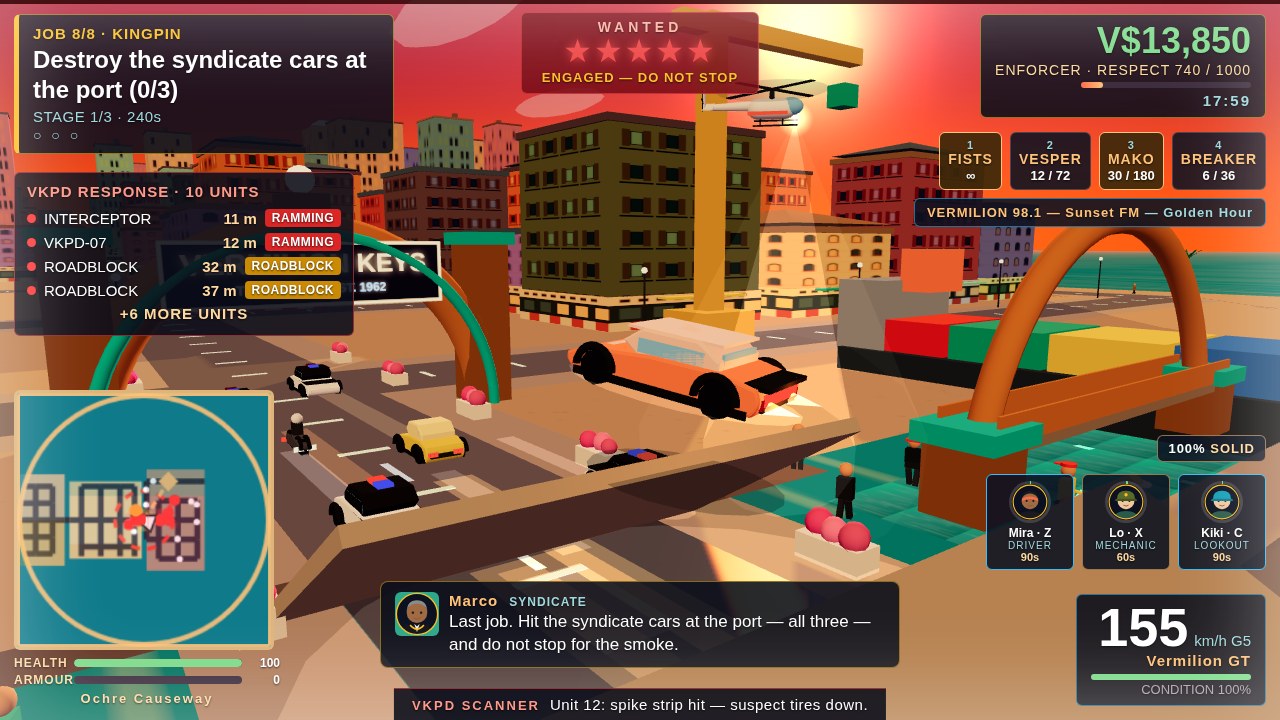 JOB 8/8 · KINGPIN
Destroy the syndicate cars at
the port (0/3)
STAGE 1/3 · 240s
WANTED
★★★★★
ENGAGED — DO NOT STOP
V$13,850
ENFORCER · RESPECT 740 / 1000
17:59
1
FISTS
∞
2
VESPER
12 / 72
3
MAKO
30 / 180
4
BREAKER
6 / 36
VERMILION 98.1 — Sunset FM — Golden Hour
VKPD RESPONSE · 10 UNITS
INTERCEPTOR 11 m RAMMING
VKPD-07 12 m RAMMING
ROADBLOCK 32 m ROADBLOCK
ROADBLOCK 37 m ROADBLOCK
+6 MORE UNITS
KEYS
1962
100% SOLID
Mira · Z
DRIVER
90s
Lo · X
MECHANIC
60s
Kiki · C
LOOKOUT
90s
Marco SYNDICATE
Last job. Hit the syndicate cars at the port — all three —
and do not stop for the smoke.
155 km/h G5
Vermilion GT
CONDITION 100%
HEALTH 100
ARMOUR 0
Ochre Causeway
VKPD SCANNER Unit 12: spike strip hit — suspect tires down.